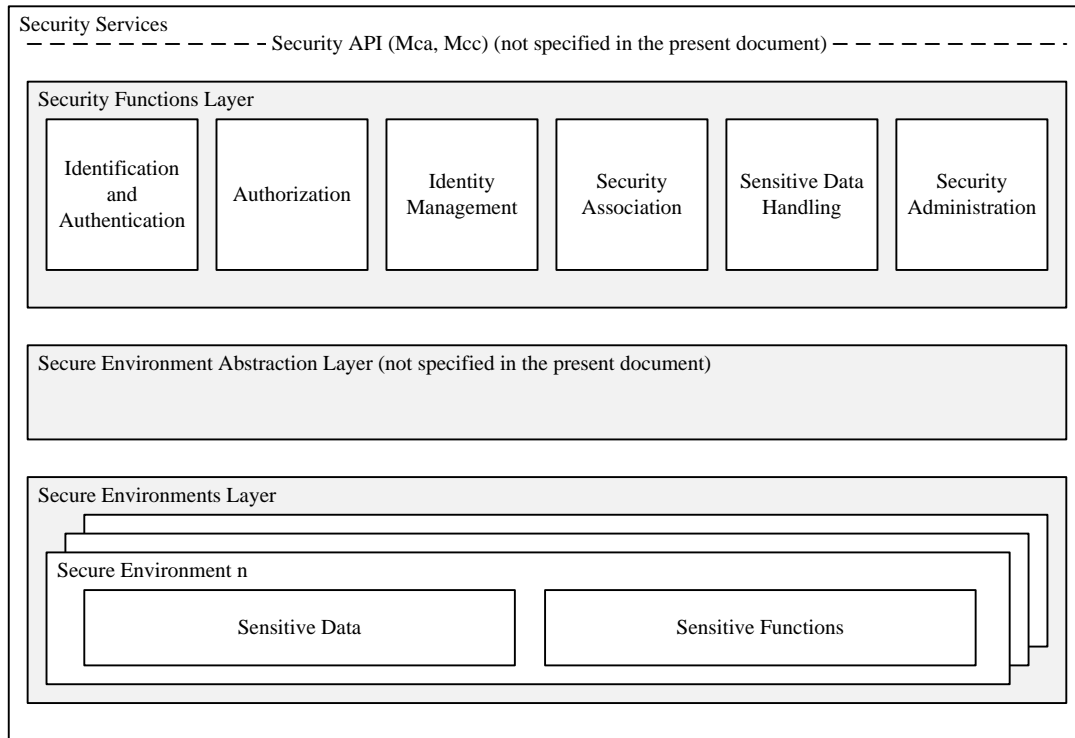 Security Services
Security API (Mca, Mcc) (not specified in the present document)
Security Functions Layer
Identification
and
Authentication
Authorization
Identity
Management
Security
Association
Sensitive Data
Handling
Security
Administration
Secure Environment Abstraction Layer (not specified in the present document)
Secure Environments Layer
Secure Environment n
Sensitive Data
Sensitive Functions